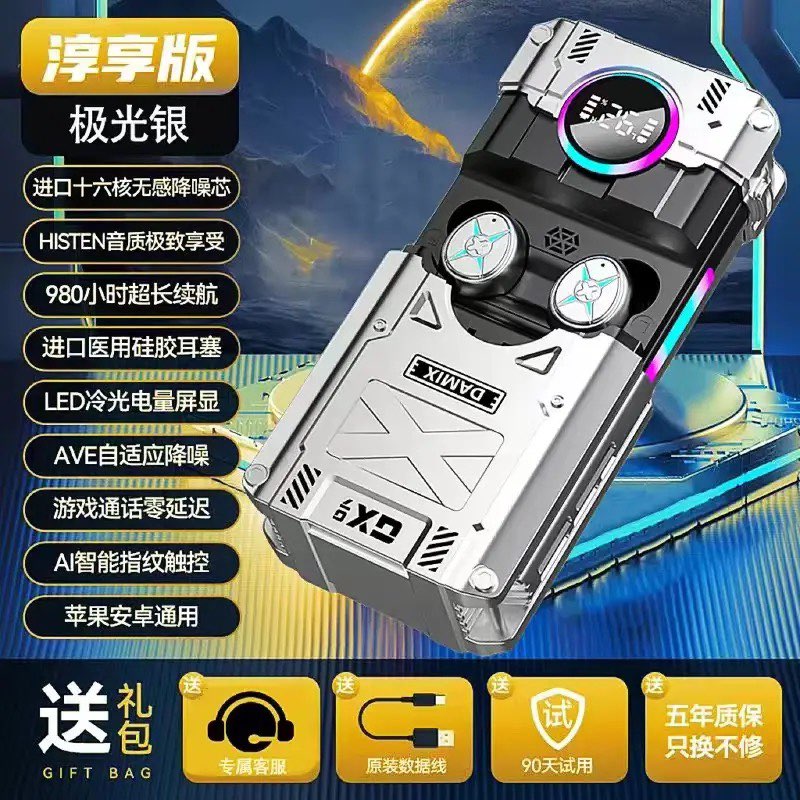 淳享版
极光银
进口十六核无感降噪芯
HISTEN音质极致享受
980小时超长续航
进口医用硅胶耳塞
LED冷光电量屏显
AVE自适应降噪
游戏通话零延迟
AI智能指纹触控
苹果安卓通用
DAMIX
送礼包
GIFT BAG
送
专属客服
送
原装数据线
送
试
90天试用
送
五年质保
只换不修